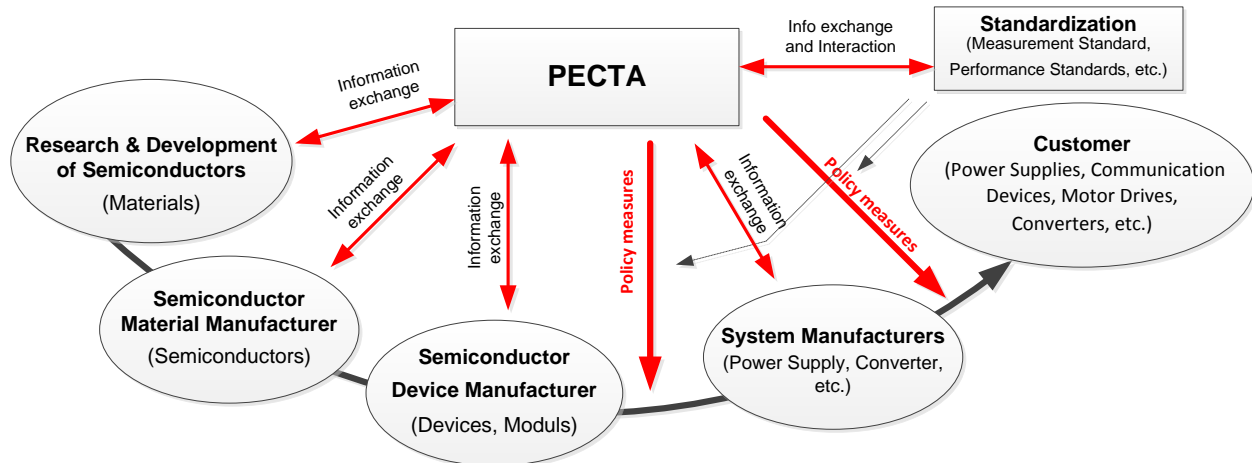 PECTA
Info exchange
and Interaction
Standardization
(Measurement Standard,
Performance Standards, etc.)
Information
exchange
Research & Development
of Semiconductors
(Materials)
Information
exchange
Information
exchange
Policy measures
Information
exchange
Policy measures
Customer
(Power Supplies, Communication
Devices, Motor Drives,
Converters, etc.)
Semiconductor
Material Manufacturer
(Semiconductors)
Semiconductor
Device Manufacturer
(Devices, Moduls)
System Manufacturers
(Power Supply, Converter,
etc.)